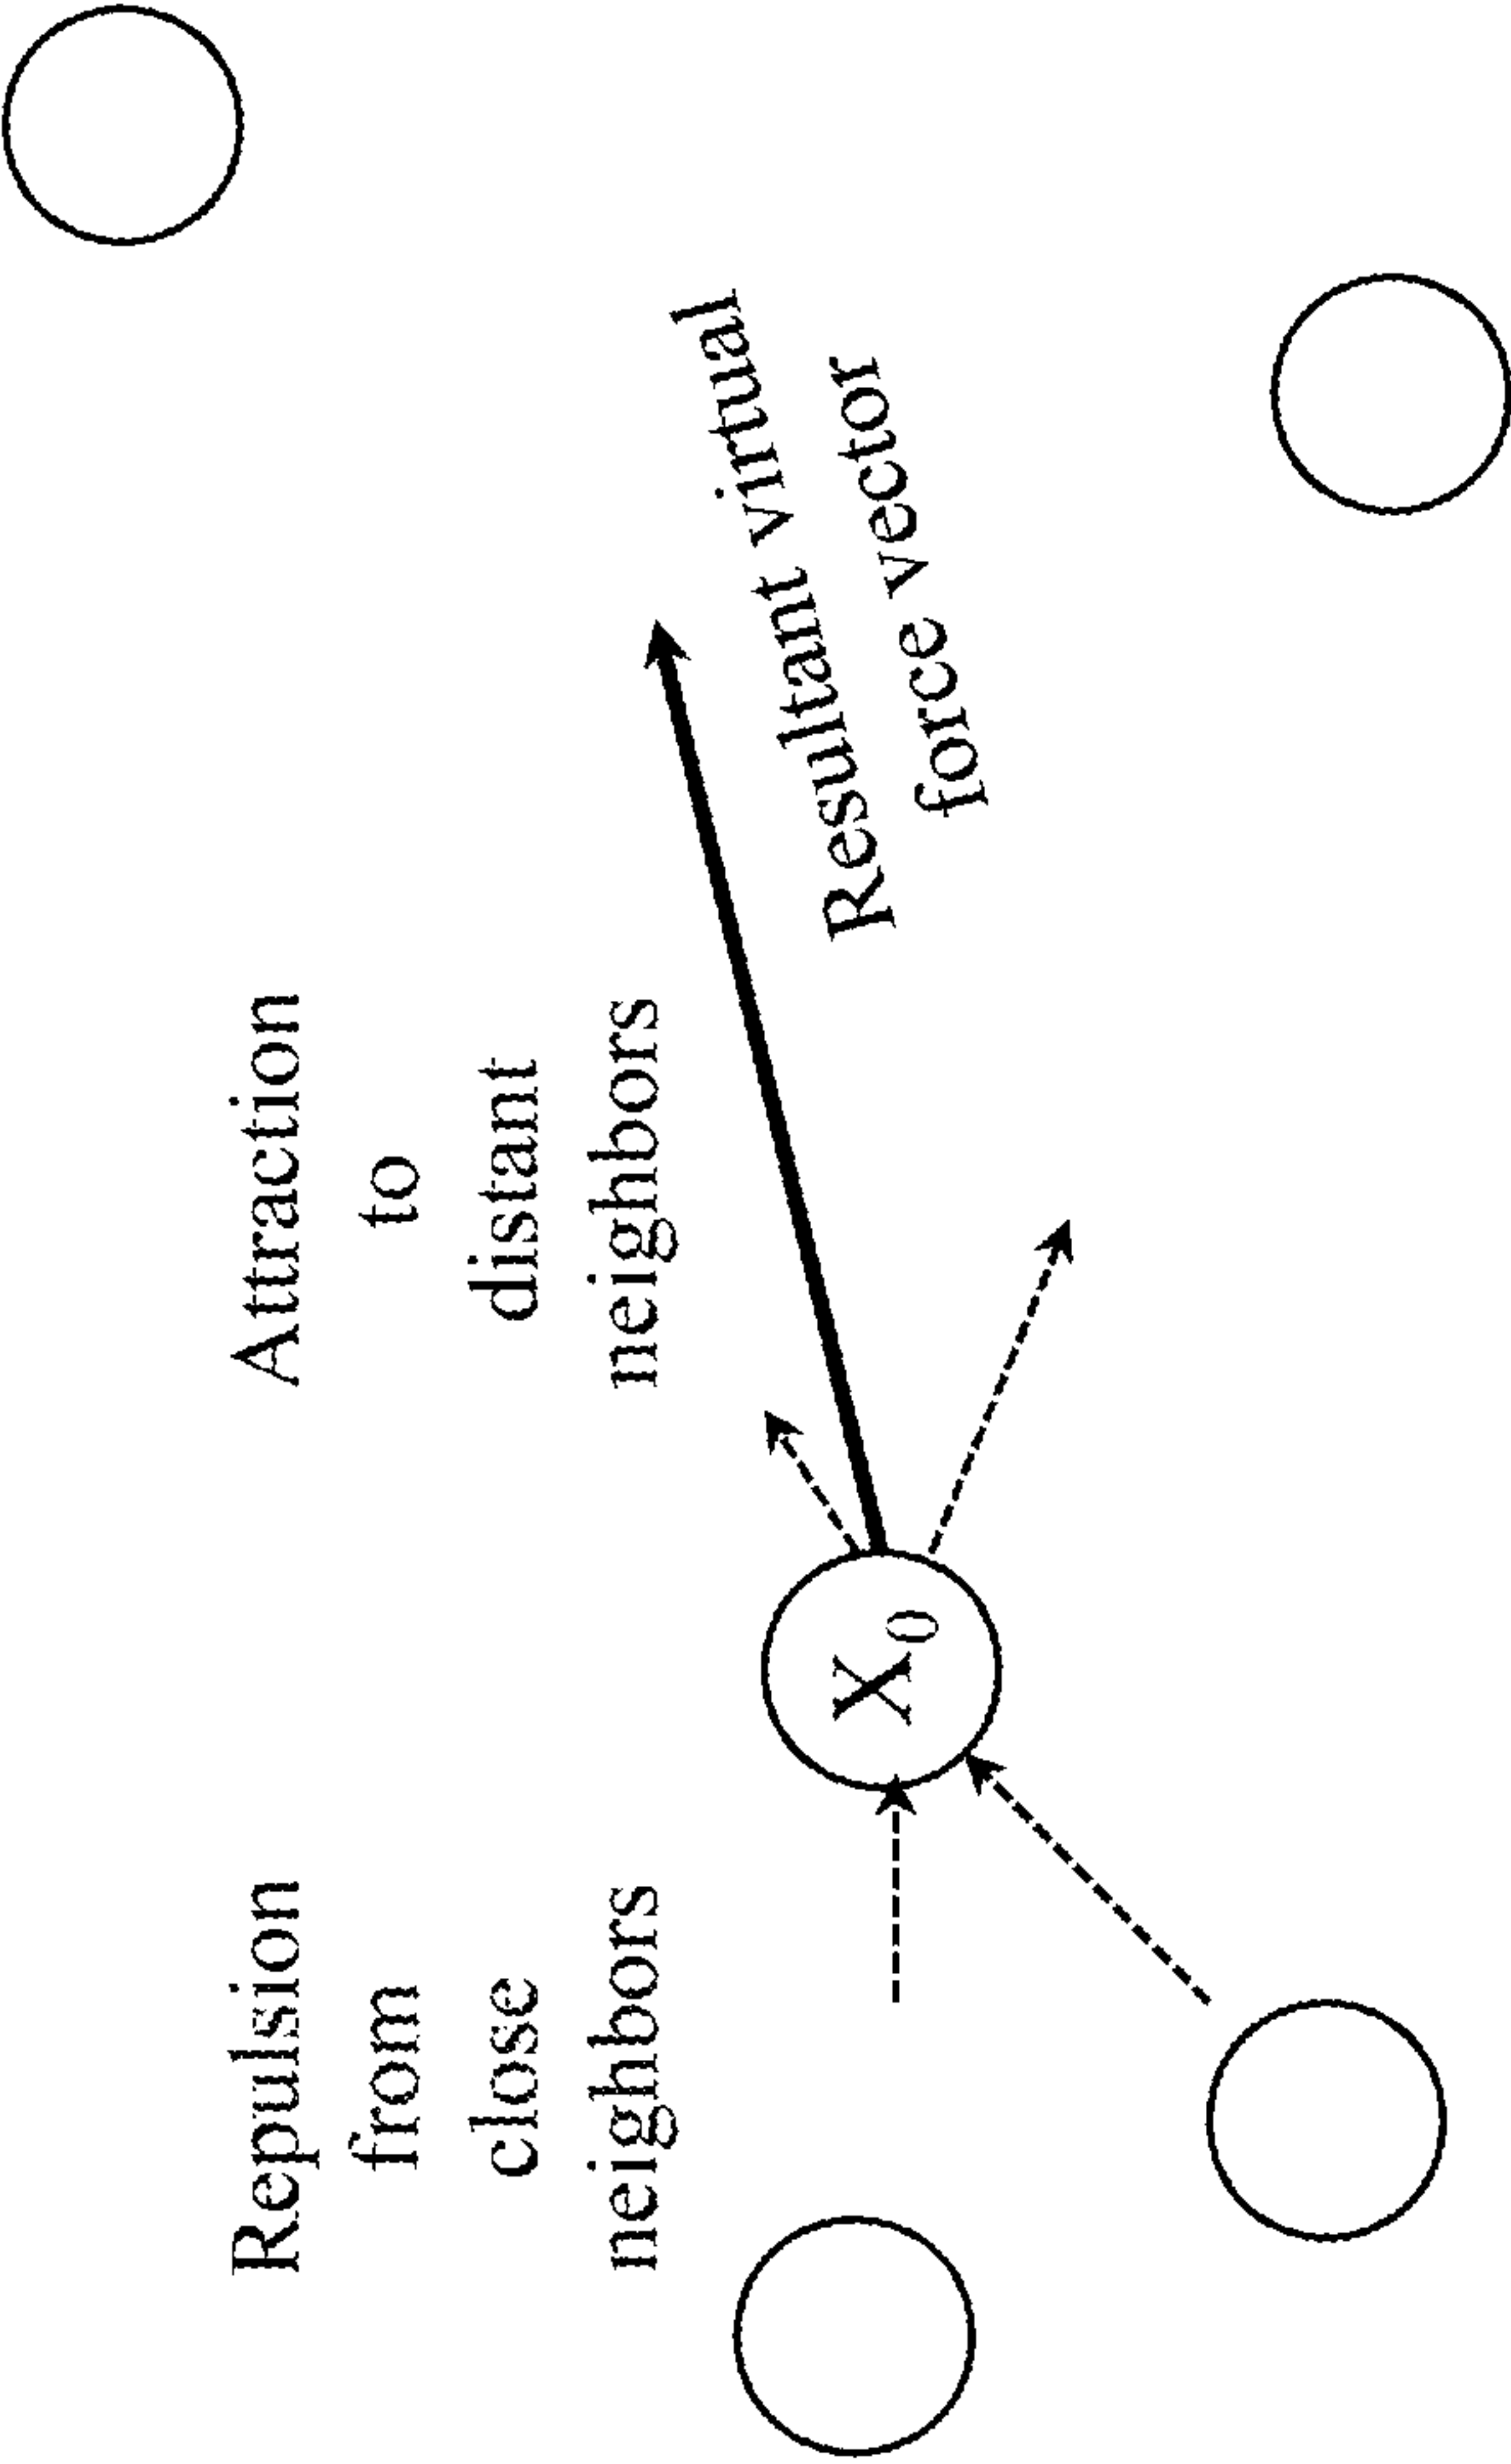 Repulsion
from
close
neighbors
Attraction
to
distant
neighbors
X0
Resultant virtual
force vector